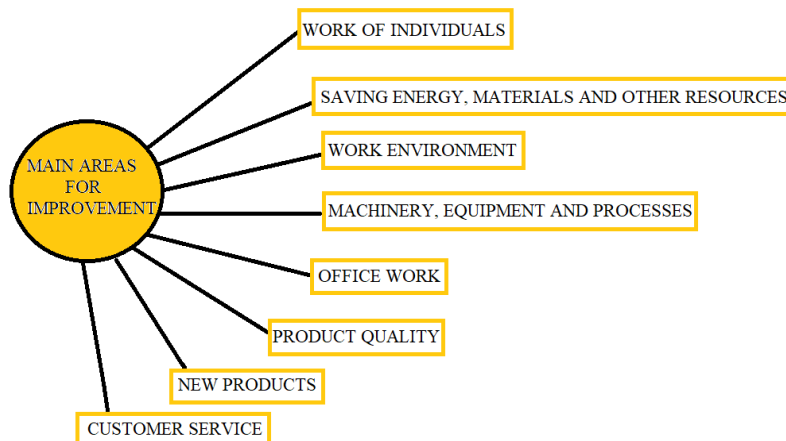 WORK OF INDIVIDUALS
SAVING ENERGY, MATERIALS AND OTHER RESOURCES
WORK ENVIRONMENT
MAIN AREAS
FOR
IMPROVEMENT
MACHINERY, EQUIPMENT AND PROCESSES
OFFICE WORK
PRODUCT QUALITY
NEW PRODUCTS
CUSTOMER SERVICE